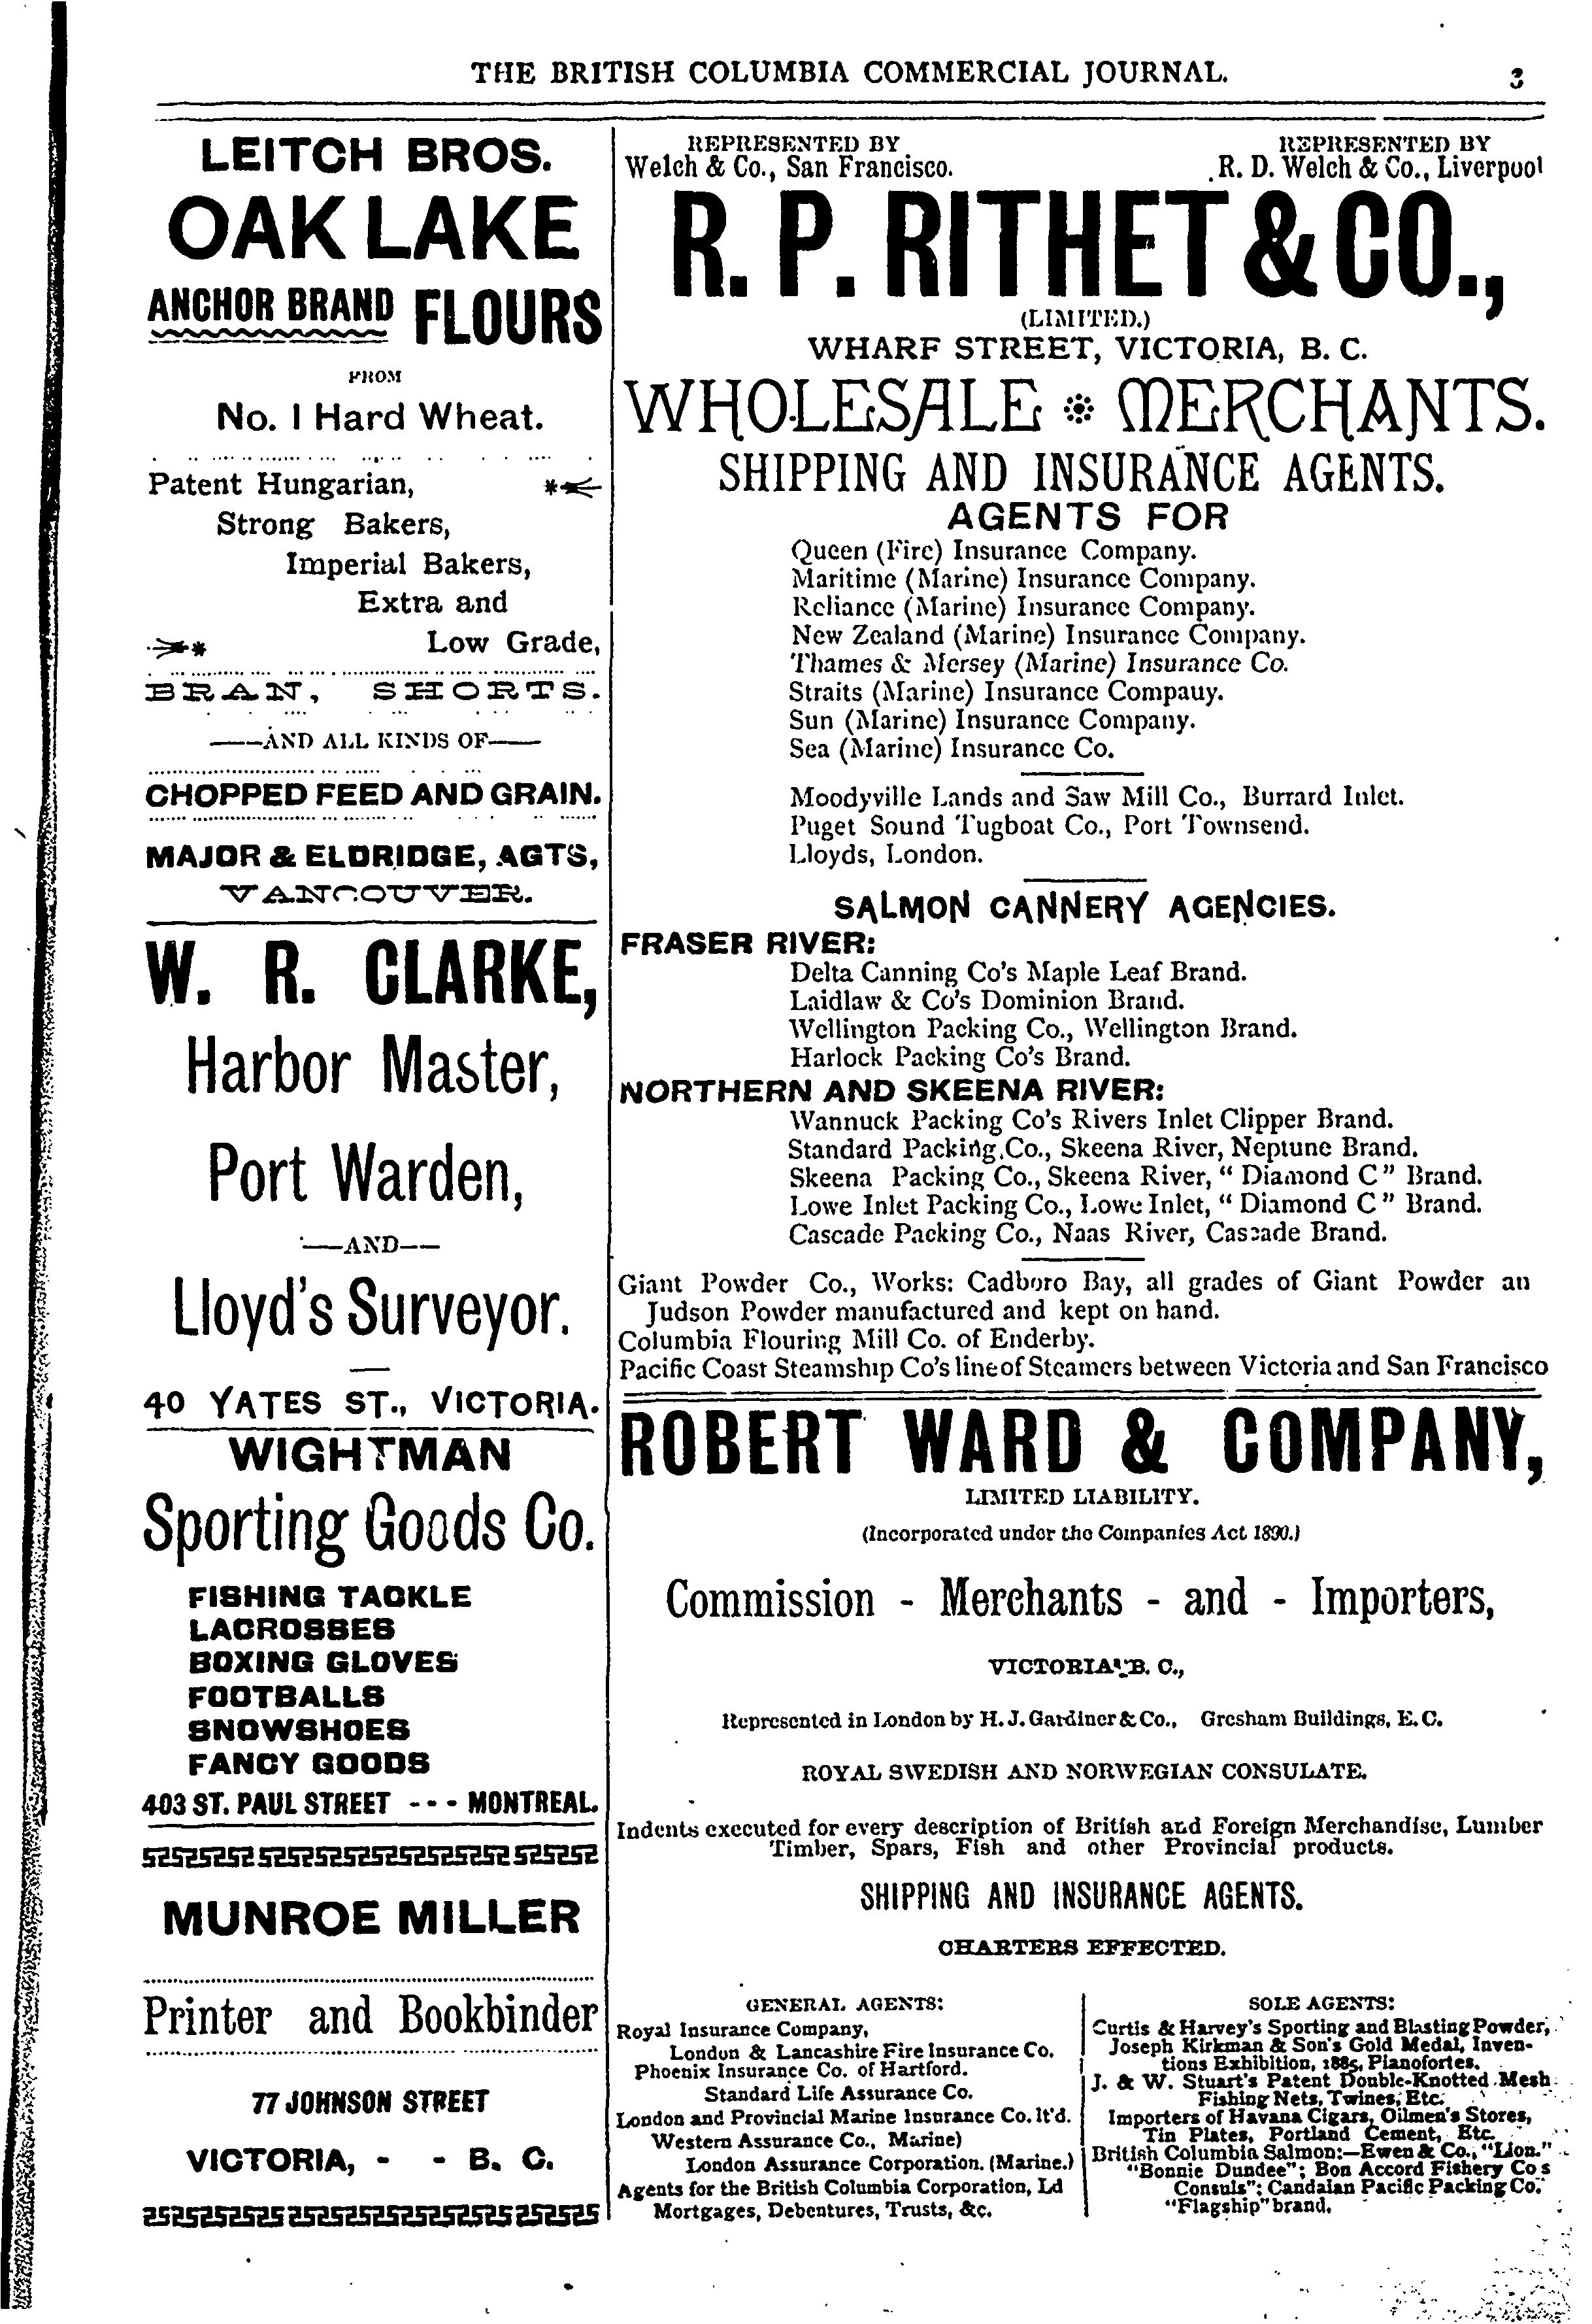 THE BRITISH COLUMBIA COMMERCIAL JOURNAL.
3
LEITCH BROS.
OAK LAKE
ANCHOR BRAND FLOURS
FROM
No. 1 Hard Wheat.
Patent Hungarian,
Strong Bakers,
Imperial Bakers,
Extra and
Low Grade,
BRAN, SHORTS.
—AND ALL KINDS OF—
CHOPPED FEED AND GRAIN.
MAJOR & ELDRIDGE, AGTS,
VANCOUVER.
W. R. CLARKE,
Harbor Master,
Port Warden,
—AND—
Lloyd's Surveyor.
40 YATES ST., VICTORIA.
WIGHTMAN
Sporting Goods Co.
FISHING TACKLE
LACROSSES
BOXING GLOVES
FOOTBALLS
SNOWSHOES
FANCY GOODS
403 ST. PAUL STREET - - - MONTREAL.
MUNROE MILLER
Printer and Bookbinder
77 JOHNSON STREET
VICTORIA, - - B. C.
REPRESENTED BY
Welch & Co., San Francisco.
REPRESENTED BY
R. D. Welch & Co., Liverpool
R. P. RITHET & CO.,
(LIMITED.)
WHARF STREET, VICTORIA, B. C.
WHOLESALE MERCHANTS.
SHIPPING AND INSURANCE AGENTS.
AGENTS FOR
Queen (Fire) Insurance Company.
Maritime (Marine) Insurance Company.
Reliance (Marine) Insurance Company.
New Zealand (Marine) Insurance Company.
Thames & Mersey (Marine) Insurance Co.
Straits (Marine) Insurance Compauy.
Sun (Marine) Insurance Company.
Sea (Marine) Insurance Co.
Moodyville Lands and Saw Mill Co., Burrard Inlet.
Puget Sound Tugboat Co., Port Townsend.
Lloyds, London.
SALMON CANNERY AGENCIES.
FRASER RIVER:
Delta Canning Co's Maple Leaf Brand.
Laidlaw & Co's Dominion Brand.
Wellington Packing Co., Wellington Brand.
Harlock Packing Co's Brand.
NORTHERN AND SKEENA RIVER:
Wannuck Packing Co's Rivers Inlet Clipper Brand.
Standard Packing Co., Skeena River, Neptune Brand.
Skeena Packing Co., Skeena River, "Diamond C" Brand.
Lowe Inlet Packing Co., Lowe Inlet, "Diamond C" Brand.
Cascade Packing Co., Naas River, Cascade Brand.
Giant Powder Co., Works: Cadboro Bay, all grades of Giant Powder an
Judson Powder manufactured and kept on hand.
Columbia Flouring Mill Co. of Enderby.
Pacific Coast Steamship Co's line of Steamers between Victoria and San Francisco
ROBERT WARD & COMPANY,
LIMITED LIABILITY.
(Incorporated under the Companies Act 1890.)
Commission - Merchants - and - Importers,
VICTORIA, B. C.,
Represented in London by H. J. Gardiner & Co., Gresham Buildings, E. C.
ROYAL SWEDISH AND NORWEGIAN CONSULATE.
Indents executed for every description of British and Foreign Merchandise, Lumber
Timber, Spars, Fish and other Provincial products.
SHIPPING AND INSURANCE AGENTS.
CHARTERS EFFECTED.
GENERAL AGENTS:
Royal Insurance Company,
London & Lancashire Fire Insurance Co.
Phoenix Insurance Co. of Hartford.
Standard Life Assurance Co.
London and Provincial Marine Insurance Co. lt'd.
Western Assurance Co., Marine)
London Assurance Corporation. (Marine.)
Agents for the British Columbia Corporation, Ld
Mortgages, Debentures, Trusts, &c.
SOLE AGENTS:
Curtis & Harvey's Sporting and Blasting Powder,
Joseph Kirkman & Son's Gold Medal, Inven-
tions Exhibition, 1885, Pianofortes.
J. & W. Stuart's Patent Double-Knotted Mesh
Fishing Nets, Twines, Etc.
Importers of Havana Cigars, Oilmen's Stores,
Tin Plates, Portland Cement, Etc.
British Columbia Salmon:—Ewen & Co., "Lion."
"Bonnie Dundee"; Bon Accord Fishery Co's
Consuls"; Candaian Pacific Packing Co.'
"Flagship" brand.